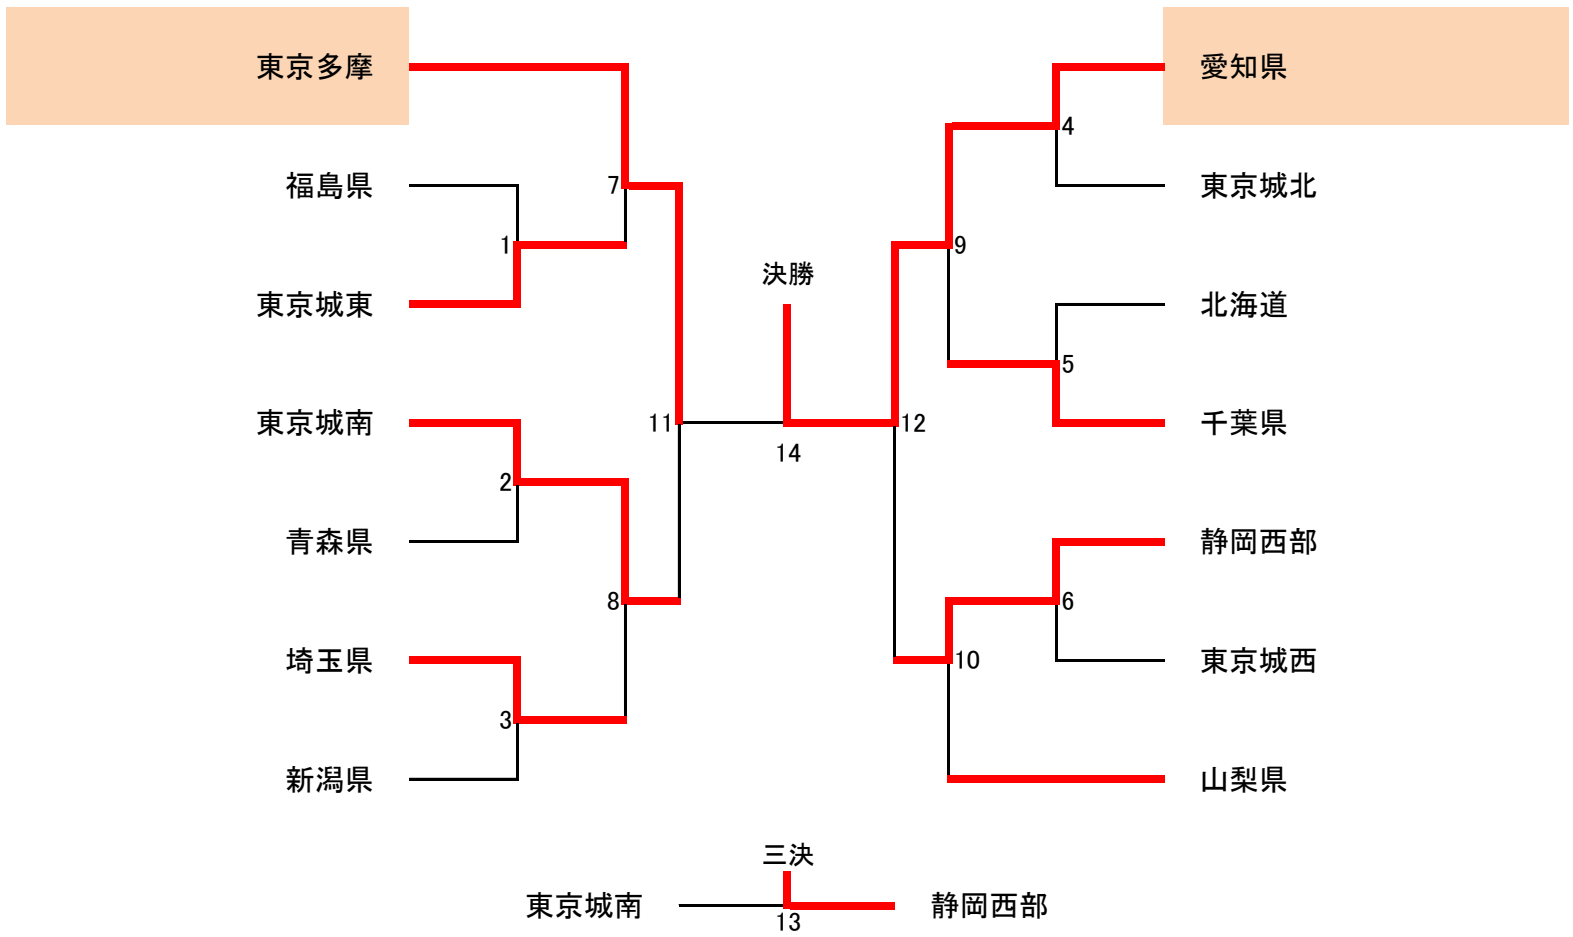 東京多摩
愛知県
4
福島県
7
東京城北
1
9
決勝
東京城東
北海道
5
東京城南
11
12
千葉県
14
2
青森県
静岡西部
8
6
埼玉県
10
東京城西
3
新潟県
山梨県
三決
東京城南
静岡西部
13